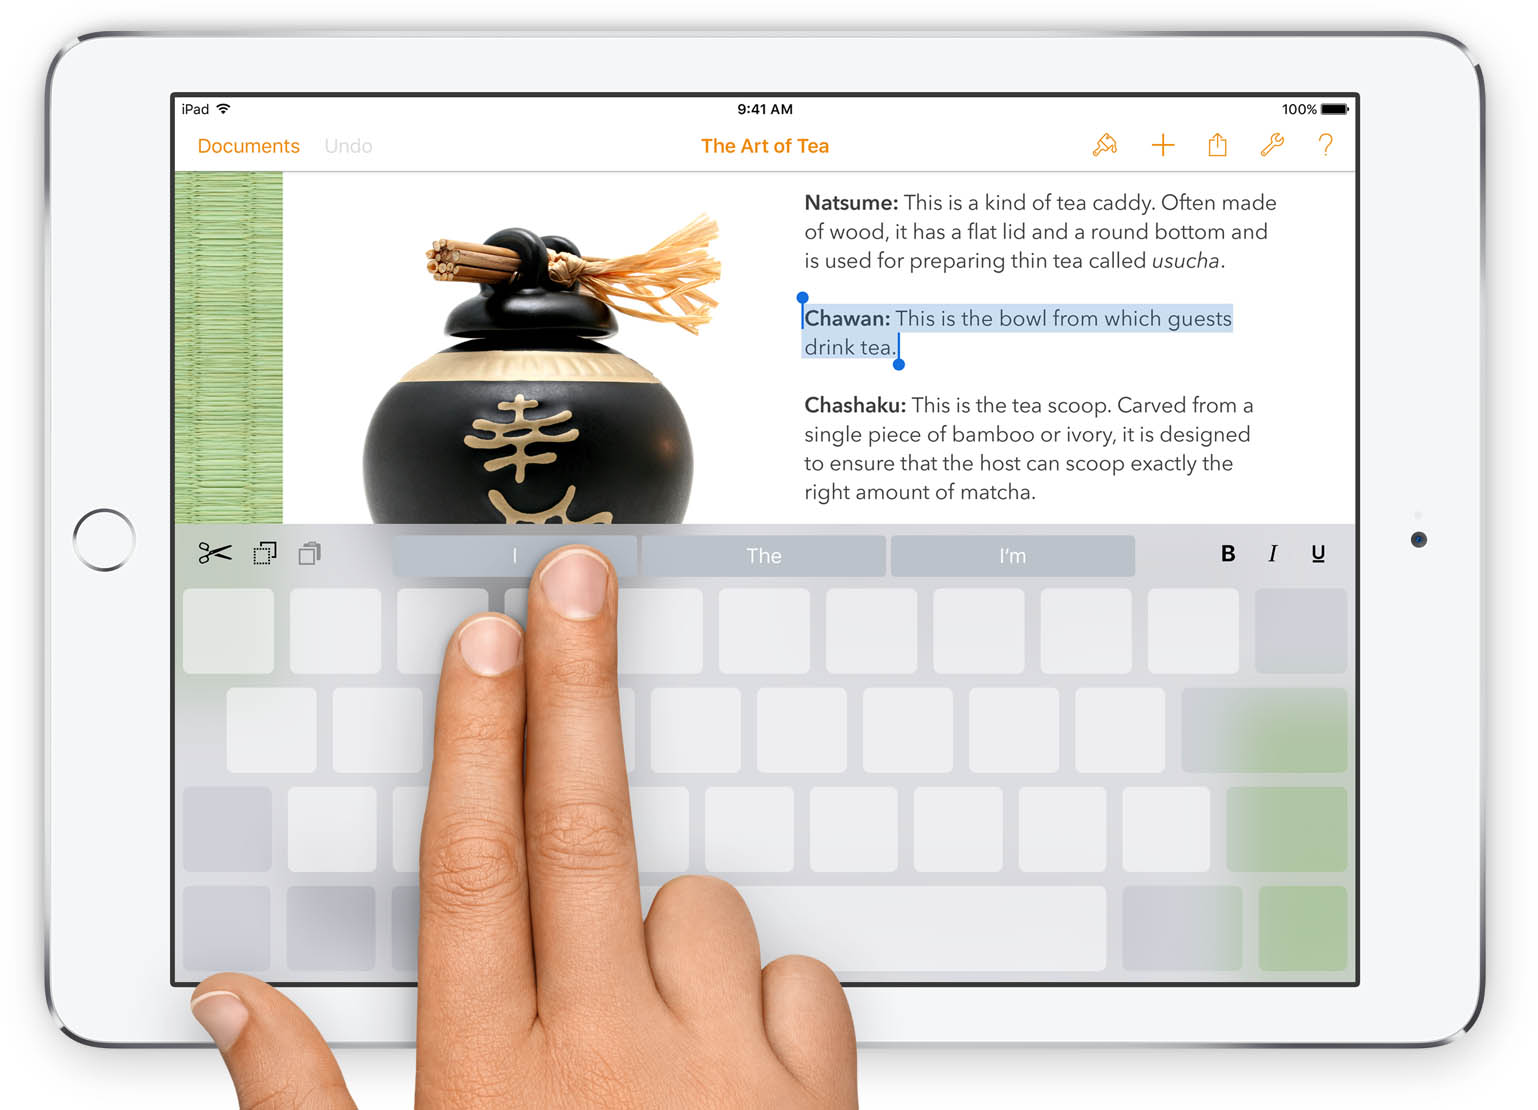 iPad 9:41 AM 100%
Documents Undo The Art of Tea ?
Natsume: This is a kind of tea caddy. Often made
of wood, it has a flat lid and a round bottom and
is used for preparing thin tea called usucha.
Chawan: This is the bowl from which guests
drink tea.
Chashaku: This is the tea scoop. Carved from a
single piece of bamboo or ivory, it is designed
to ensure that the host can scoop exactly the
right amount of matcha.
幸
I The I'm B I U